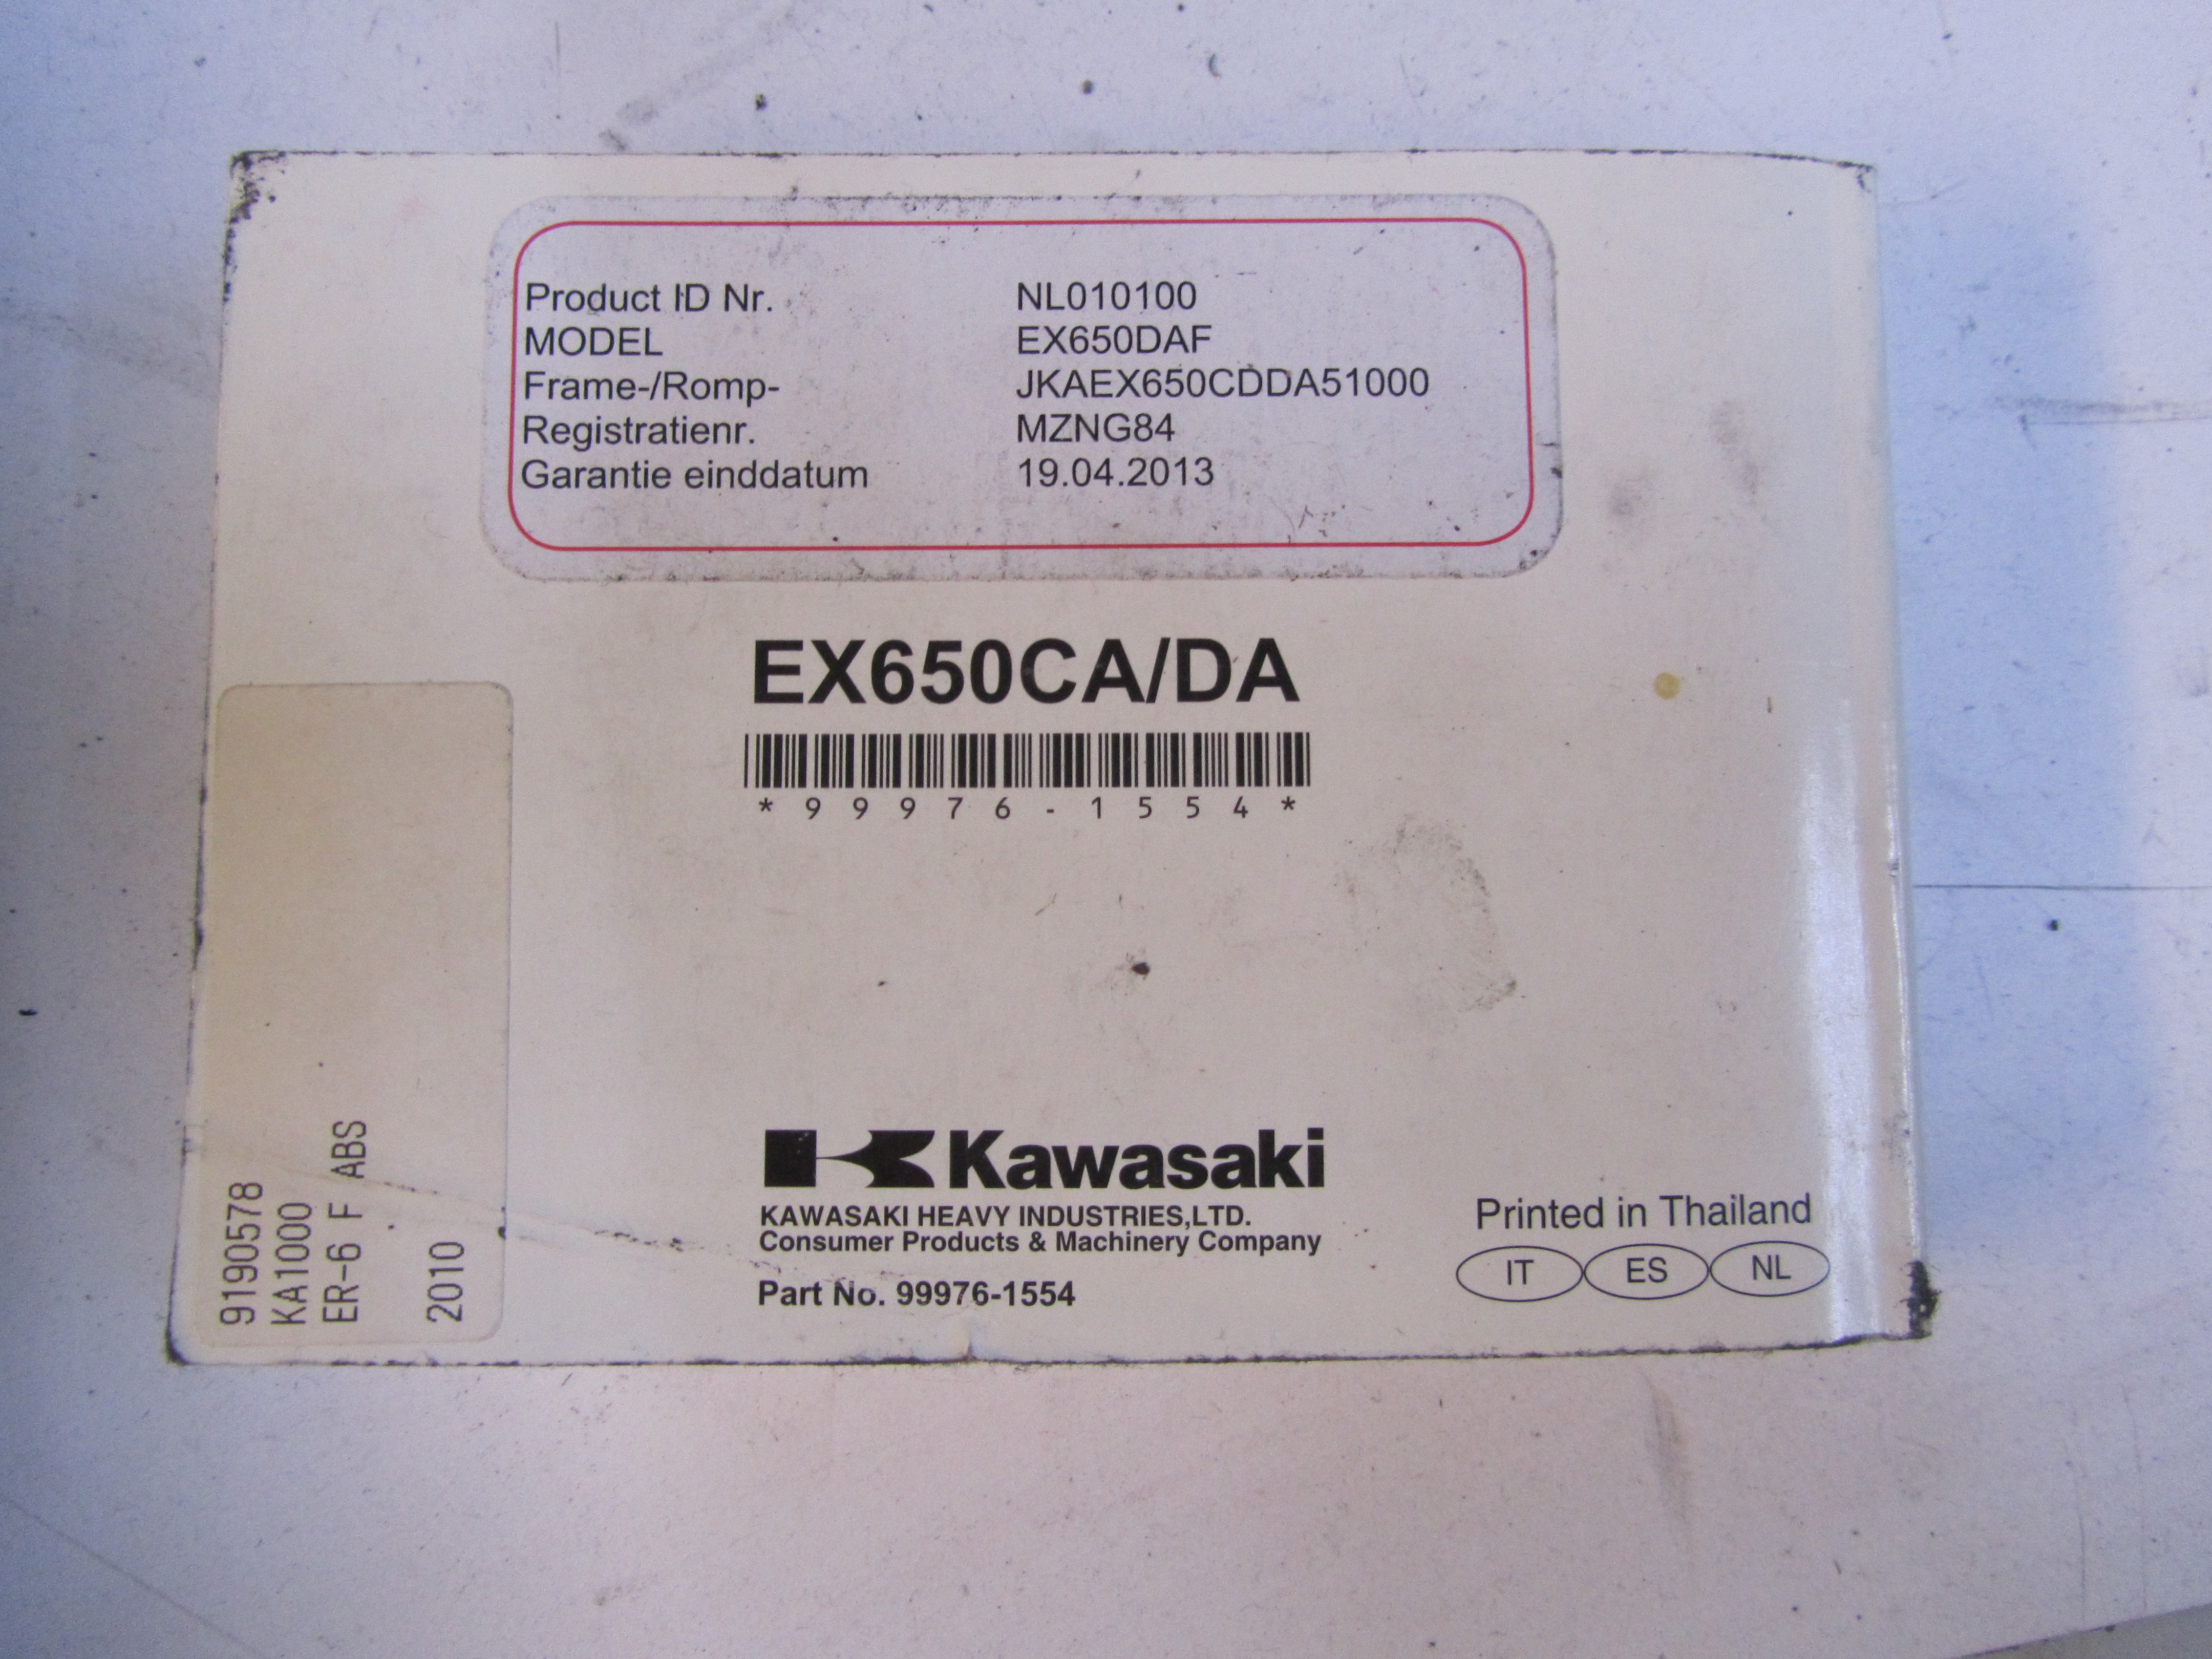 Product ID Nr. NL010100
MODEL EX650DAF
Frame-/Romp- JKAEX650CDDA51000
Registratienr. MZNG84
Garantie einddatum 19.04.2013
EX650CA/DA
*99976-1554*
9190578
KA1000
ER-6 F ABS
2010
Kawasaki
KAWASAKI HEAVY INDUSTRIES,LTD.
Consumer Products & Machinery Company
Part No. 99976-1554
Printed in Thailand
IT ES NL